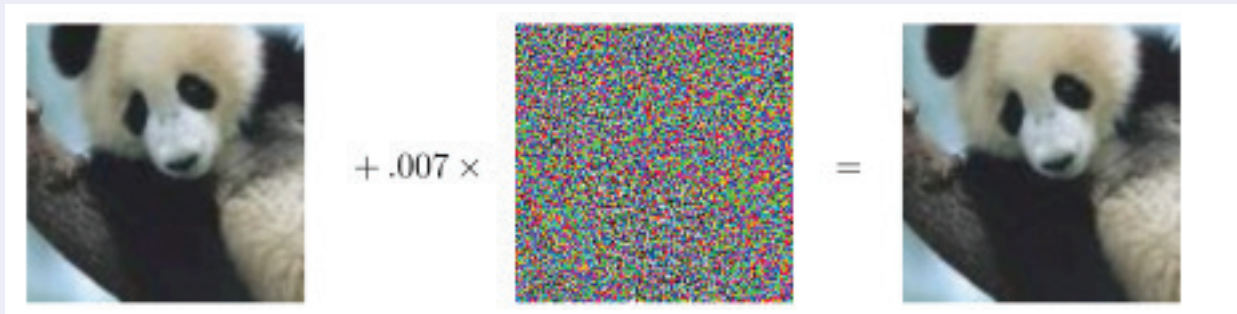 + .007 × =